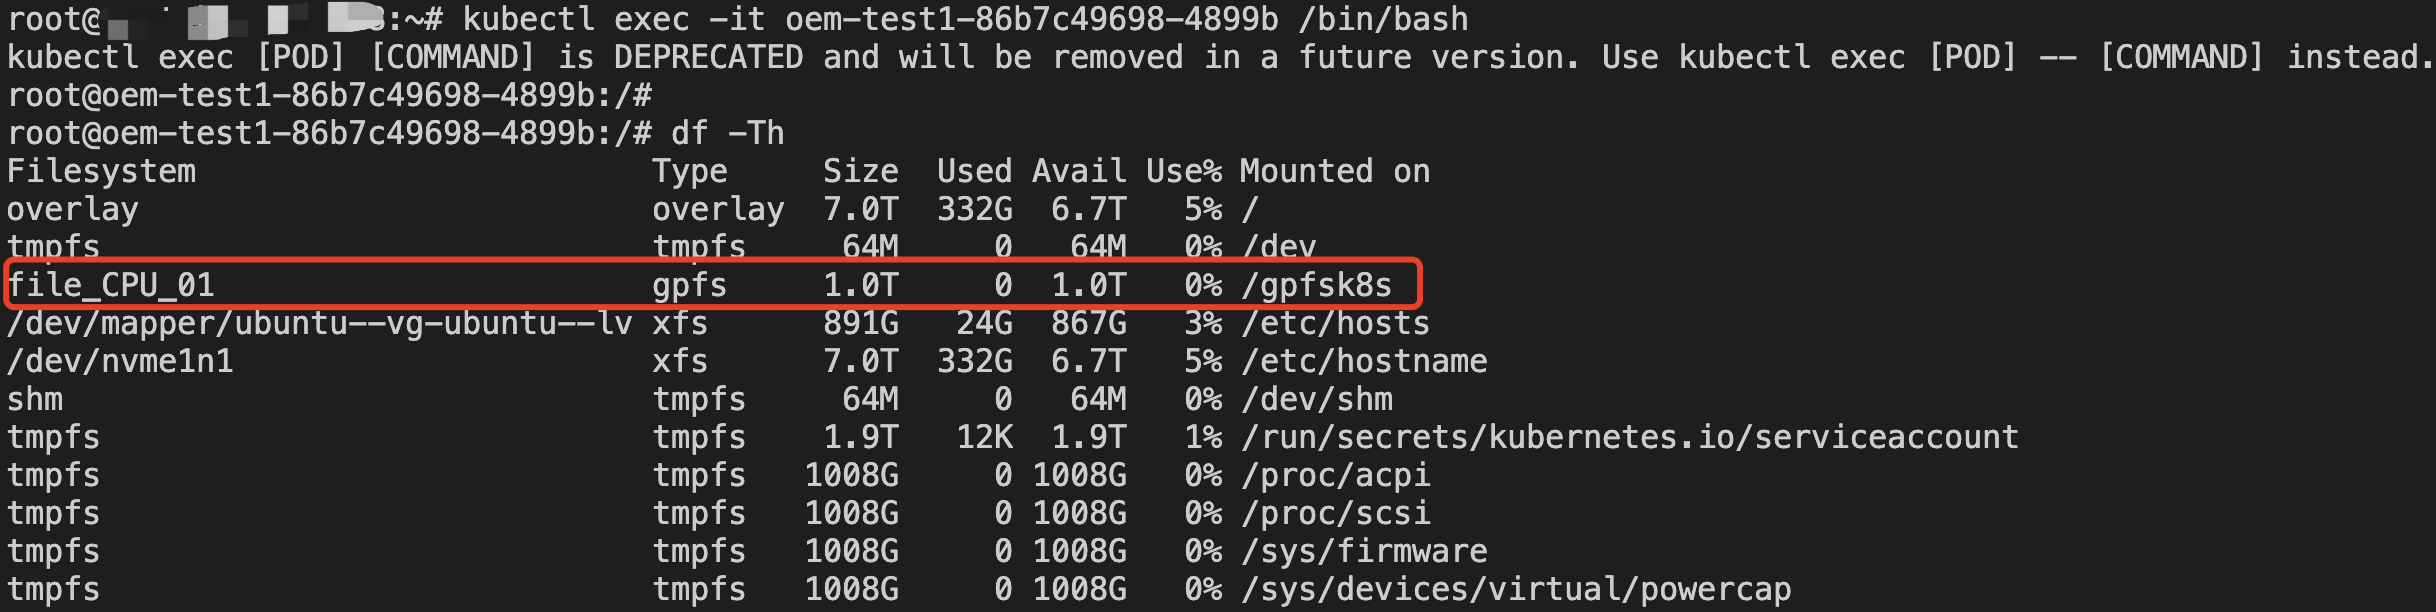 root@ :~# kubectl exec -it oem-test1-86b7c49698-4899b /bin/bash
kubectl exec [POD] [COMMAND] is DEPRECATED and will be removed in a future version. Use kubectl exec [POD] -- [COMMAND] instead.
root@oem-test1-86b7c49698-4899b:/#
root@oem-test1-86b7c49698-4899b:/# df -Th
Filesystem Type Size Used Avail Use% Mounted on
overlay overlay 7.0T 332G 6.7T 5% /
tmpfs tmpfs 64M 0 64M 0% /dev
file_CPU_01 gpfs 1.0T 0 1.0T 0% /gpfsk8s
/dev/mapper/ubuntu--vg-ubuntu--lv xfs 891G 24G 867G 3% /etc/hosts
/dev/nvme1n1 xfs 7.0T 332G 6.7T 5% /etc/hostname
shm tmpfs 64M 0 64M 0% /dev/shm
tmpfs tmpfs 1.9T 12K 1.9T 1% /run/secrets/kubernetes.io/serviceaccount
tmpfs tmpfs 1008G 0 1008G 0% /proc/acpi
tmpfs tmpfs 1008G 0 1008G 0% /proc/scsi
tmpfs tmpfs 1008G 0 1008G 0% /sys/firmware
tmpfs tmpfs 1008G 0 1008G 0% /sys/devices/virtual/powercap